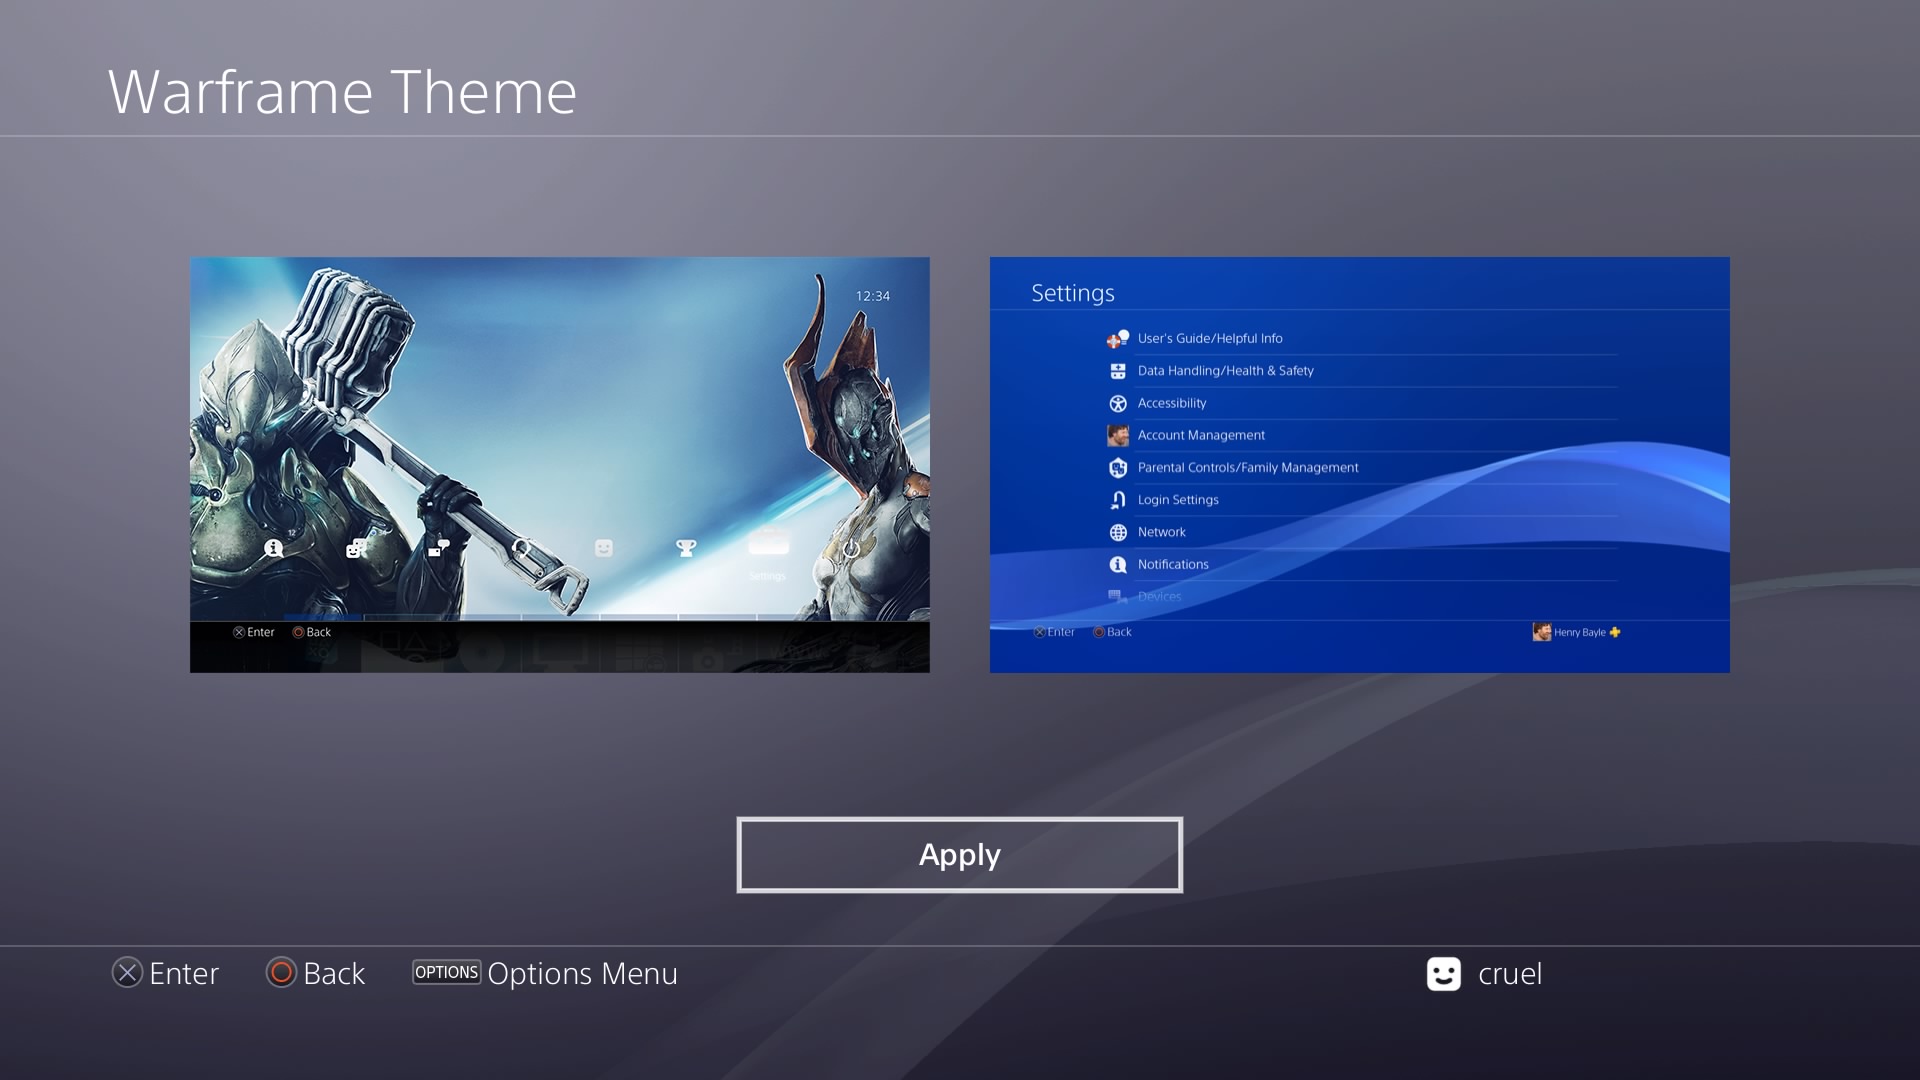 Warframe Theme
12:34
Settings
Enter Back
Settings
User's Guide/Helpful Info
Data Handling/Health & Safety
Accessibility
Account Management
Parental Controls/Family Management
Login Settings
Network
Notifications
Devices
Enter Back
Henry Bayle
Apply
Enter Back OPTIONS Options Menu
cruel